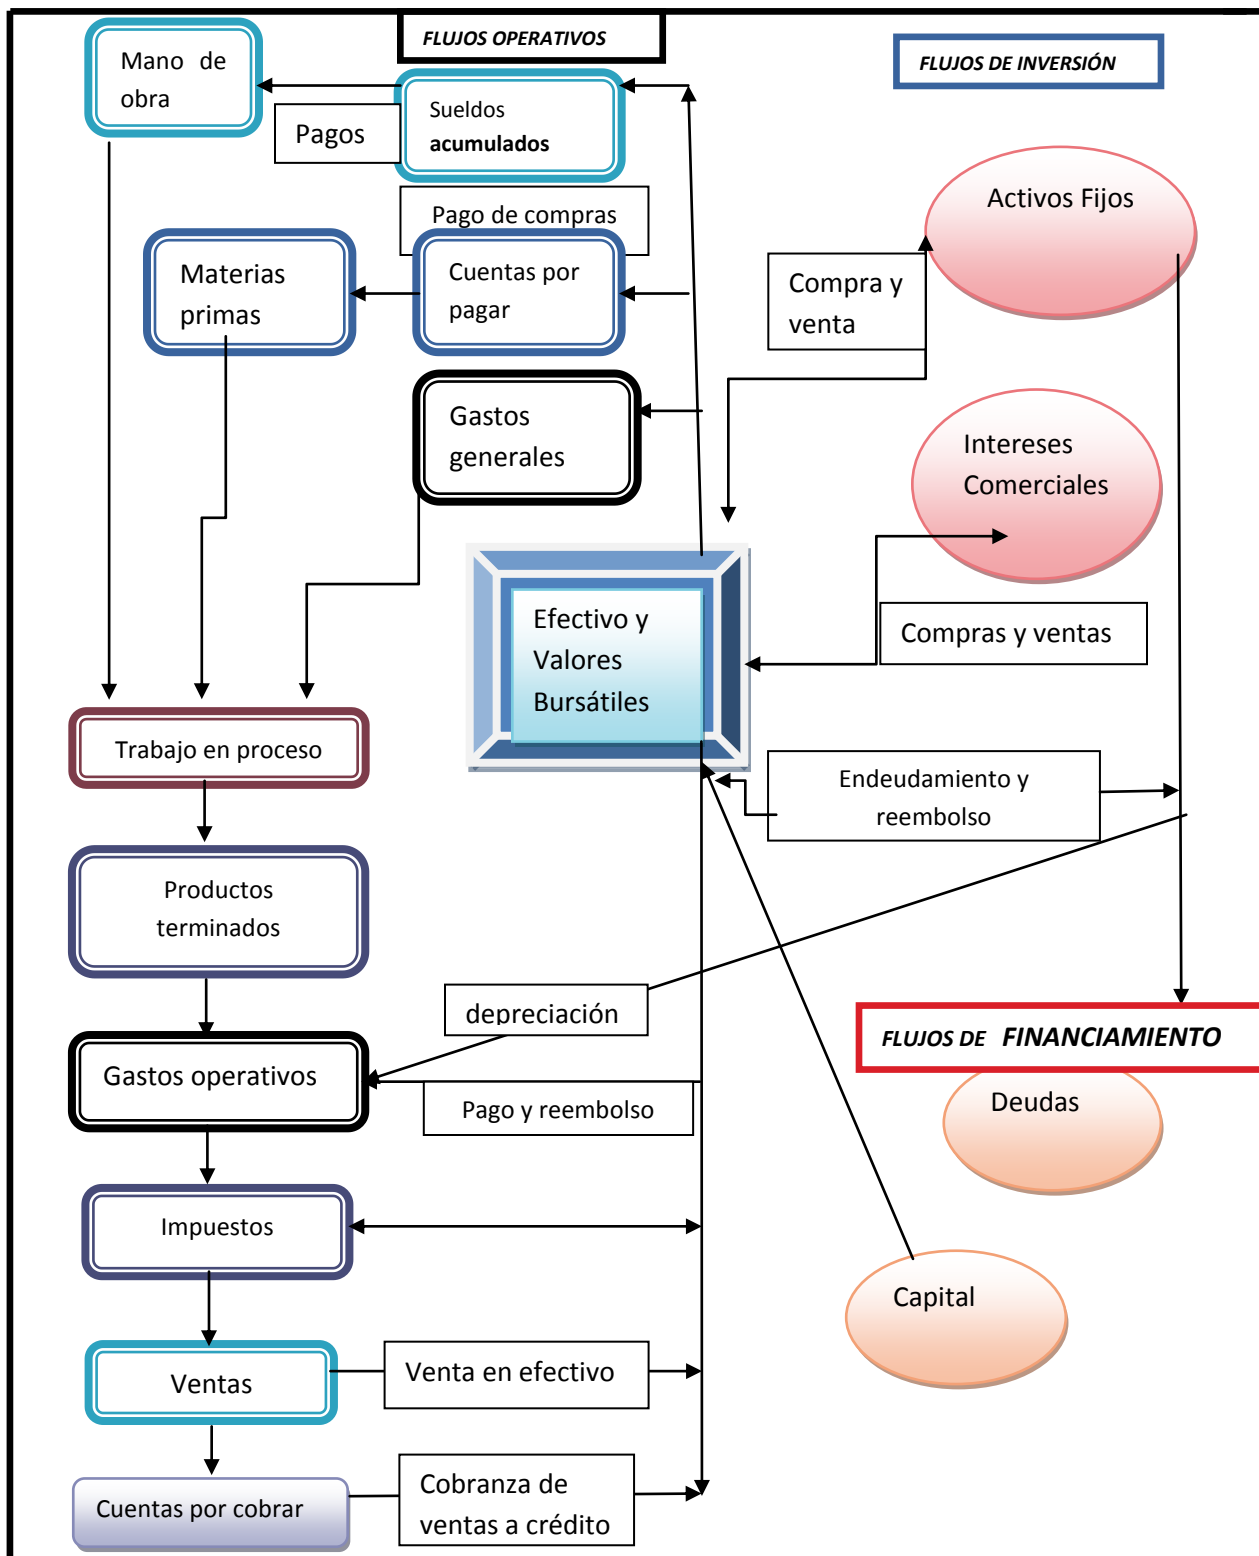 FLUJOS OPERATIVOS
FLUJOS DE INVERSIÓN
Mano de
obra
Sueldos
acumulados
Pagos
Activos Fijos
Pago de compras
Materias
primas
Cuentas por
pagar
Compra y
venta
Gastos
generales
Intereses
Comerciales
Efectivo y
Valores
Bursátiles
Compras y ventas
Trabajo en proceso
Endeudamiento y
reembolso
Productos
terminados
depreciación
FLUJOS DE FINANCIAMIENTO
Gastos operativos
Pago y reembolso
Deudas
Impuestos
Capital
Ventas
Venta en efectivo
Cuentas por cobrar
Cobranza de
ventas a crédito